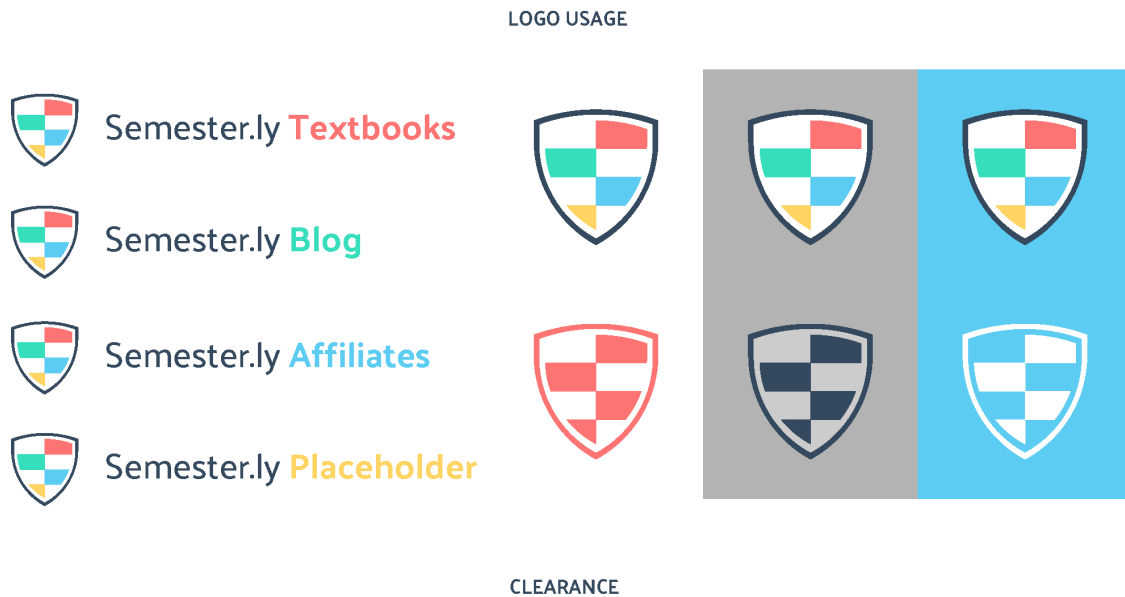 LOGO USAGE
Semester.ly Textbooks
Semester.ly Blog
Semester.ly Affiliates
Semester.ly Placeholder
CLEARANCE